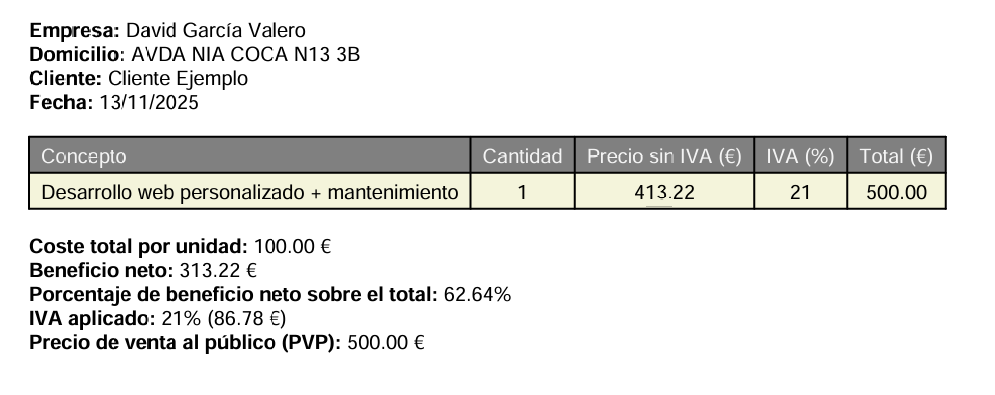 Empresa: David García Valero
Domicilio: AVDA NIA COCA N13 3B
Cliente: Cliente Ejemplo
Fecha: 13/11/2025
Concepto Cantidad Precio sin IVA (€) IVA (%) Total (€)
Desarrollo web personalizado + mantenimiento 1 413.22 21 500.00
Coste total por unidad: 100.00 €
Beneficio neto: 313.22 €
Porcentaje de beneficio neto sobre el total: 62.64%
IVA aplicado: 21% (86.78 €)
Precio de venta al público (PVP): 500.00 €